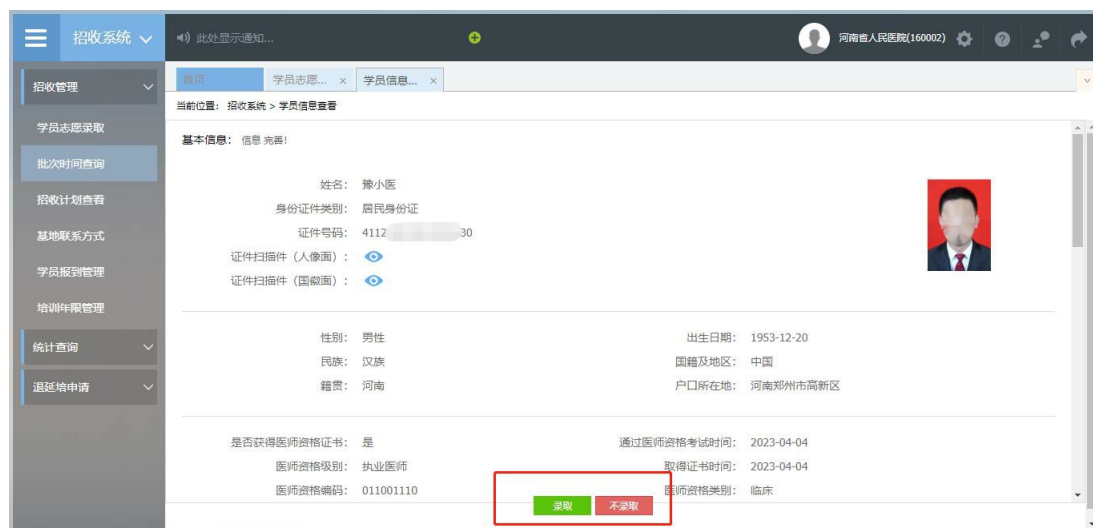 招收系统
此处显示通知...
河南省人民医院(160002)
招收管理
学员志愿录取
批次时间查询
招收计划查看
基地联系方式
学员报到管理
培训年限管理
统计查询
退延培申请
首页
学员志愿... ×
学员信息... ×
当前位置： 招收系统 > 学员信息查看
基本信息： 信息 完善!
姓名： 豫小医
身份证件类别： 居民身份证
证件号码： 4112 30
证件扫描件（人像面）：
证件扫描件（国徽面）：
性别： 男性 出生日期： 1953-12-20
民族： 汉族 国籍及地区： 中国
籍贯： 河南 户口所在地： 河南郑州市高新区
是否获得医师资格证书： 是 通过医师资格考试时间： 2023-04-04
医师资格级别： 执业医师 取得证书时间： 2023-04-04
医师资格编码： 011001110 医师资格类别： 临床
录取 不录取